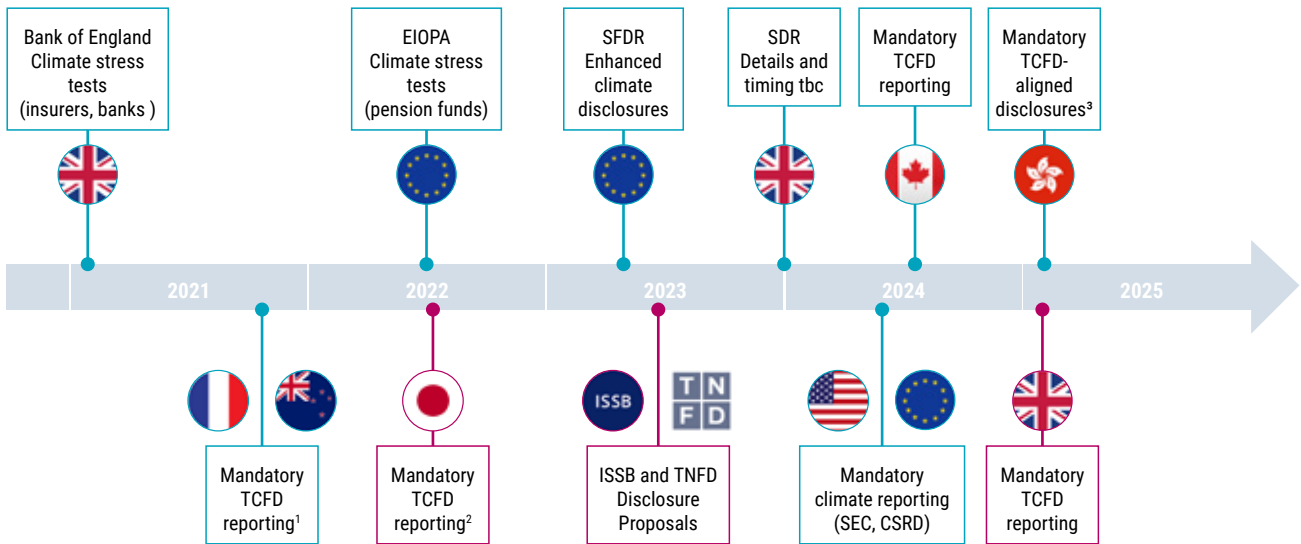 Bank of England
Climate stress
tests
(insurers, banks )
EIOPA
Climate stress
tests
(pension funds)
SFDR
Enhanced
climate
disclosures
SDR
Details and
timing tbc
Mandatory
TCFD
reporting
Mandatory
TCFD-
aligned
disclosures³
2021
2022
2023
2024
2025
ISSB
TN
FD
Mandatory
TCFD
reporting¹
Mandatory
TCFD
reporting²
ISSB and TNFD
Disclosure
Proposals
Mandatory
climate reporting
(SEC, CSRD)
Mandatory
TCFD
reporting